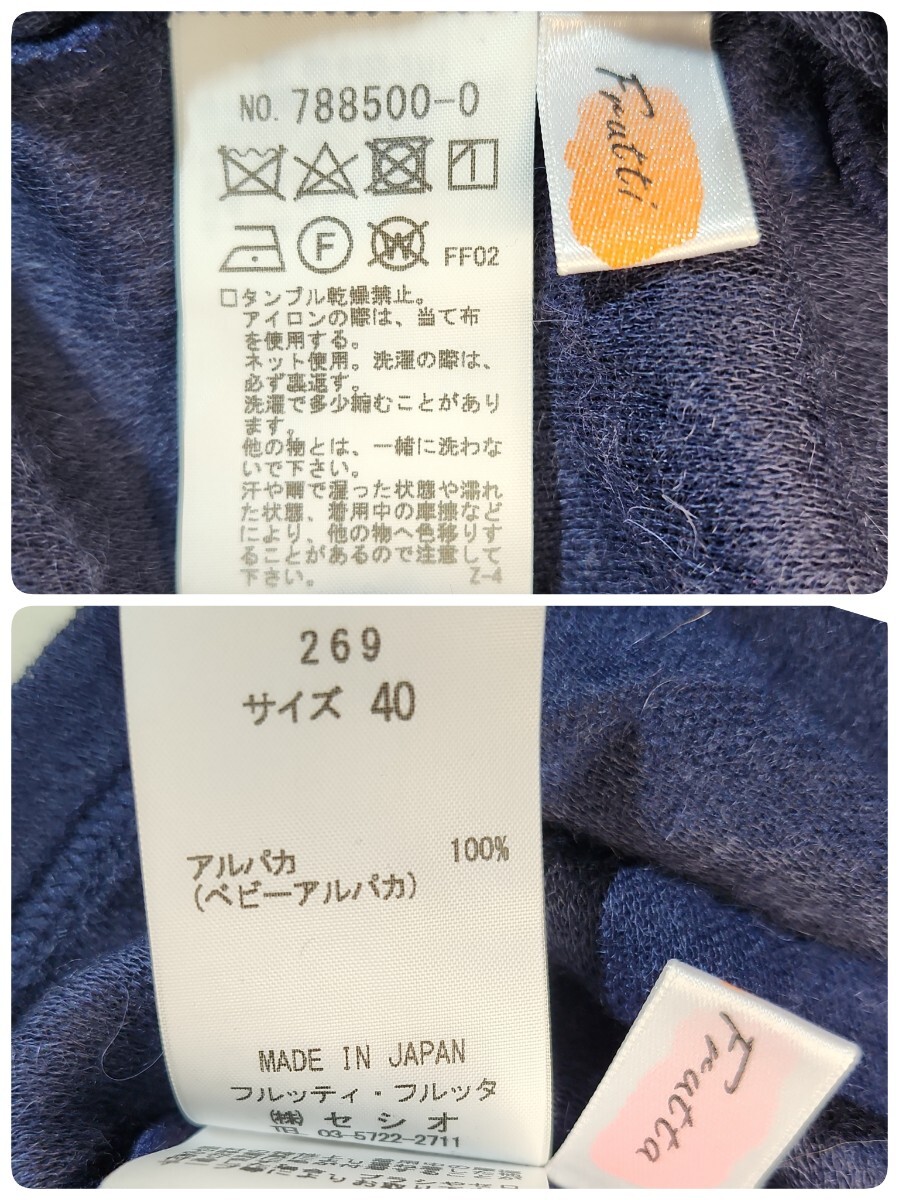 NO. 788500-0
F
W
FF02
□タンブル乾燥禁止。
アイロンの際は、当て布
を使用する。
ネット使用。洗濯の際は、
必ず裏返す。
洗濯で多少縮むことがあり
ます。
他の物とは、一緒に洗わな
いで下さい。
汗や雨で湿った状態や濡れ
た状態、着用中の摩擦など
により、他の物へ色移りす
ることがあるので注意して
下さい。
Z-4
Frutti
269
サイズ 40
アルパカ 100%
(ベビーアルパカ)
MADE IN JAPAN
フルッティ・フルッタ
㈱ セシオ
℡ 03-5722-2711
Frutta